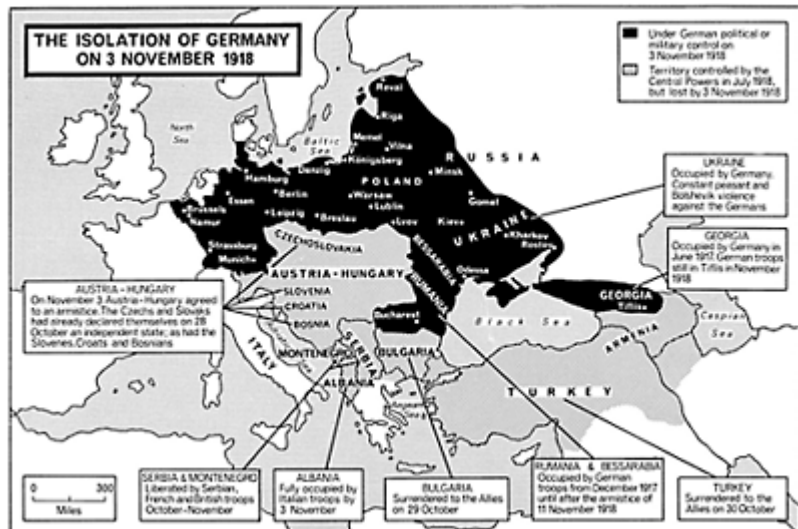 THE ISOLATION OF GERMANY
ON 3 NOVEMBER 1918
Under German political or
military control on
3 November 1918
Territory controlled by the
Central Powers in July 1918,
but lost by 3 November 1918
North
Sea
Baltic
Sea
Reval
Riga
Memel
Vilna
Königsberg
Danzig
Hamburg
Berlin
Essen
Brussels
Namur
Leipzig
Breslau
Strassburg
Munich
POLAND
Warsaw
Lublin
Lvov
Minsk
Gomel
Kiev
RUSSIA
UKRAINE
Kharkov
Rostov
Odessa
BESSARABIA
RUMANIA
Bucharest
CZECHOSLOVAKIA
AUSTRIA-HUNGARY
SLOVENIA
CROATIA
BOSNIA
MONTENEGRO
SERBIA
ALBANIA
BULGARIA
ITALY
Aegean
Sea
Black Sea
GEORGIA
Tiflis
ARMENIA
Caspian
Sea
TURKEY
UKRAINE
Occupied by Germany.
Constant peasant and
Bolshevik violence
against the Germans
GEORGIA
Occupied by Germany in
June 1917. German troops
still in Tiflis in November
1918
AUSTRIA-HUNGARY
On November 3, Austria-Hungary agreed
to an armistice. The Czechs and Slovaks
had already declared themselves on 28
October an independent state; as had the
Slovenes, Croats and Bosnians
0 300
Miles
SERBIA & MONTENEGRO
Liberated by Serbian,
French and British troops
October-November
ALBANIA
Fully occupied by
Italian troops by
3 November
BULGARIA
Surrendered to the Allies
on 29 October
RUMANIA & BESSARABIA
Occupied by German
troops from December 1917
until after the armistice of
11 November 1918
TURKEY
Surrendered to the
Allies on 30 October